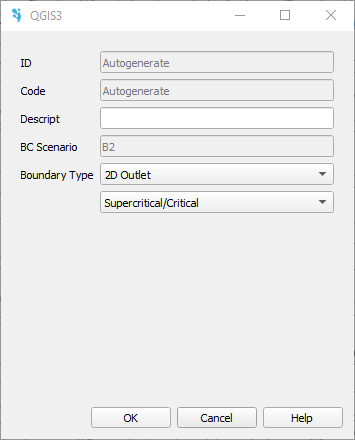 QGIS3
ID Autogenerate
Code Autogenerate
Descript
BC Scenario B2
Boundary Type 2D Outlet
Supercritical/Critical
OK Cancel Help